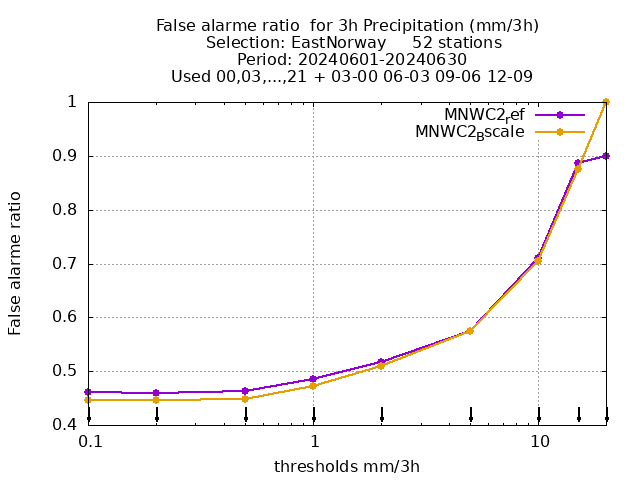 False alarme ratio  for 3h Precipitation (mm/3h)
Selection: EastNorway     52 stations
Period: 20240601-20240630
Used 00,03,...,21 + 03-00 06-03 09-06 12-09
MNWC2_ref
MNWC2_Bscale
1
0.9
0.8
0.7
0.6
0.5
0.4
False alarme ratio
0.1 1 10
thresholds mm/3h